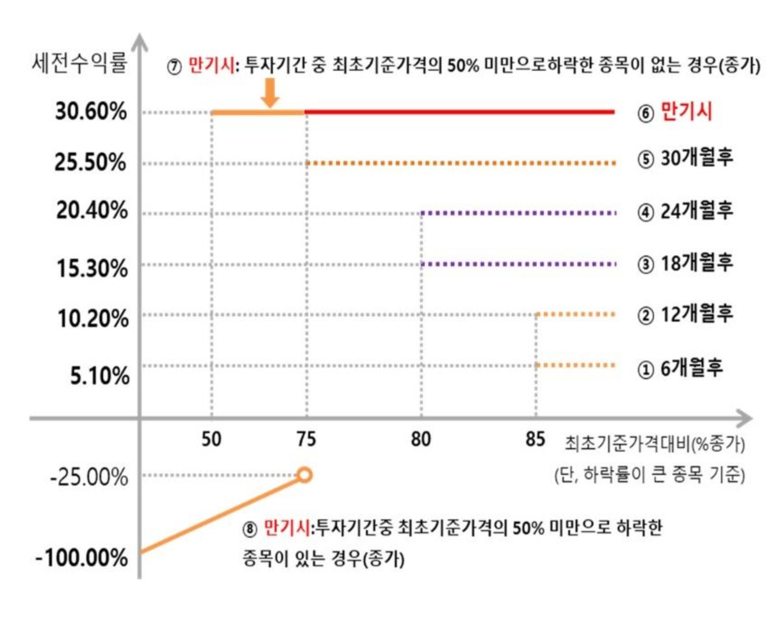 세전수익률
⑦ 만기시: 투자기간 중 최초기준가격의 50% 미만으로하락한 종목이 없는 경우(종가)
30.60%
⑥ 만기시
25.50%
⑤ 30개월후
20.40%
④ 24개월후
15.30%
③ 18개월후
10.20%
② 12개월후
5.10%
① 6개월후
50 75 80 85
최초기준가격대비(%종가)
-25.00%
(단, 하락률이 큰 종목 기준)
⑧ 만기시:투자기간중 최초기준가격의 50% 미만으로 하락한
-100.00%
종목이 있는 경우(종가)